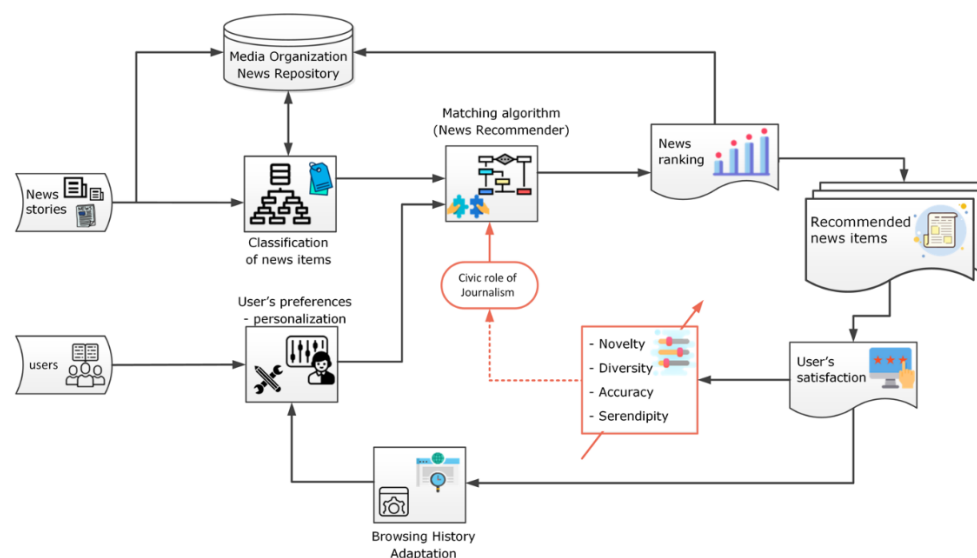 Media Organization
News Repository
Matching algorithm
(News Recommender)
News
ranking
News
stories
Classification
of news items
Recommended
news items
Civic role of
Journalism
User's preferences
- personalization
users
- Novelty
- Diversity
- Accuracy
- Serendipity
User's
satisfaction
Browsing History
Adaptation